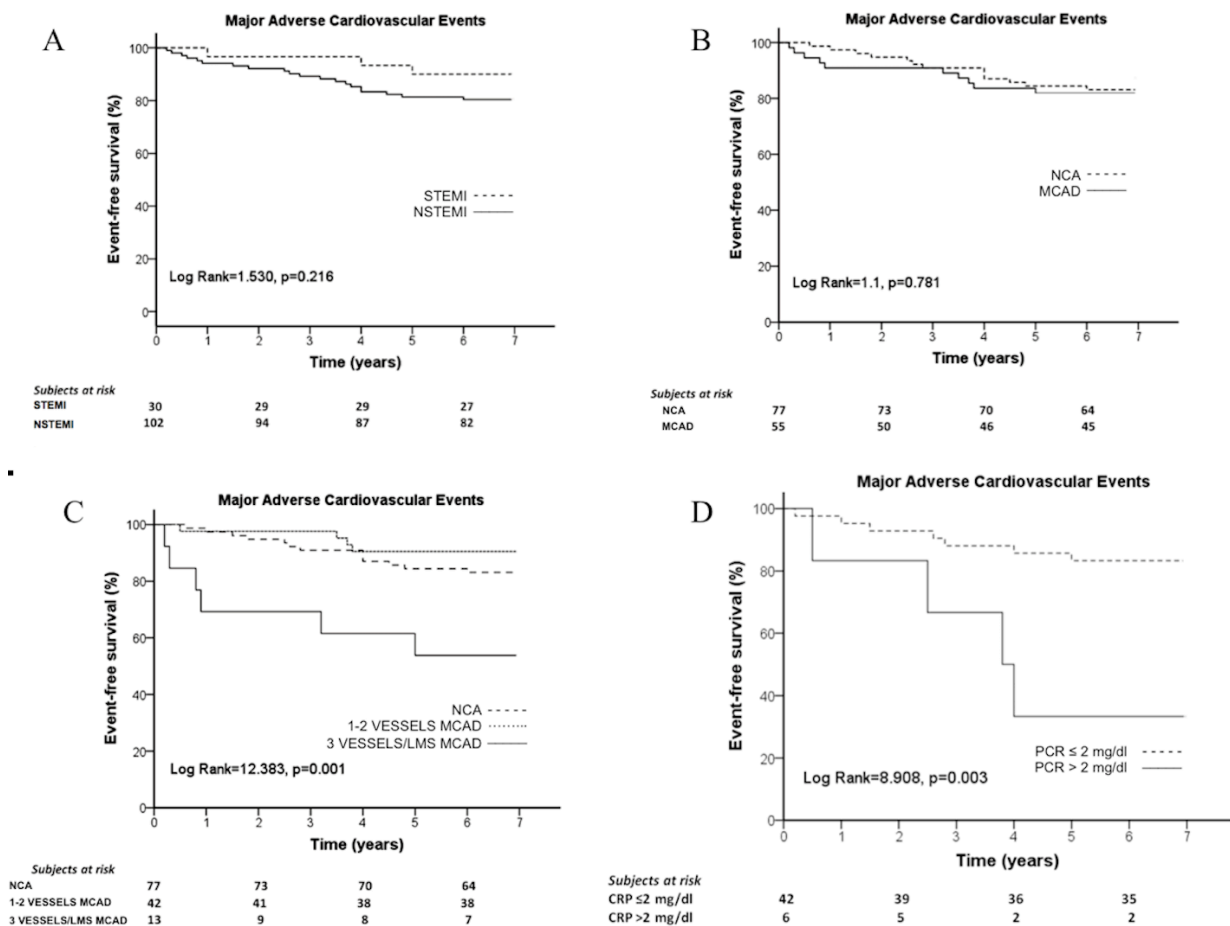 A
Major Adverse Cardiovascular Events
Event-free survival (%)
100
80
60
40
20
0
STEMI
NSTEMI
Log Rank=1.530, p=0.216
0 1 2 3 4 5 6 7
Time (years)
Subjects at risk
STEMI 30 29 29 27
NSTEMI 102 94 87 82
B
Major Adverse Cardiovascular Events
Event-free survival (%)
100
80
60
40
20
0
NCA
MCAD
Log Rank=1.1, p=0.781
0 1 2 3 4 5 6 7
Time (years)
Subjects at risk
NCA 77 73 70 64
MCAD 55 50 46 45
C
Major Adverse Cardiovascular Events
Event-free survival (%)
100
80
60
40
20
0
NCA
1-2 VESSELS MCAD
3 VESSELS/LMS MCAD
Log Rank=12.383, p=0.001
0 1 2 3 4 5 6 7
Time (years)
Subjects at risk
NCA 77 73 70 64
1-2 VESSELS MCAD 42 41 38 38
3 VESSELS/LMS MCAD 13 9 8 7
D
Major Adverse Cardiovascular Events
Event-free survival (%)
100
80
60
40
20
0
PCR ≤ 2 mg/dl
PCR > 2 mg/dl
Log Rank=8.908, p=0.003
0 1 2 3 4 5 6 7
Time (years)
Subjects at risk
CRP ≤2 mg/dl 42 39 36 35
CRP >2 mg/dl 6 5 2 2